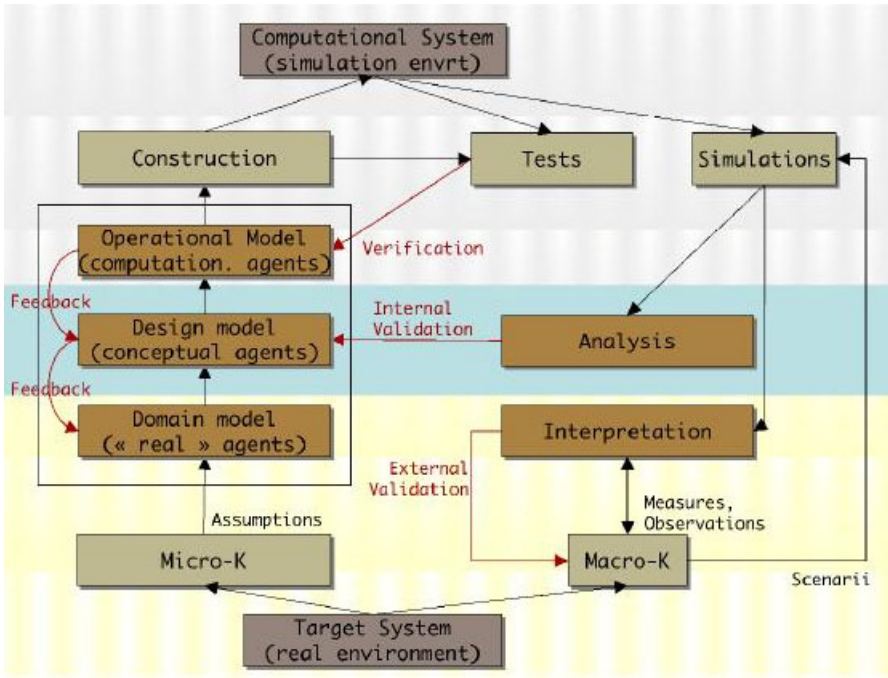 Computational System
(simulation envrt)
Construction
Tests
Simulations
Operational Model
(computation. agents)
Verification
Feedback
Internal
Validation
Design model
(conceptual agents)
Analysis
Feedback
Domain model
(« real » agents)
Interpretation
External
Validation
Measures,
Observations
Assumptions
Micro-K
Macro-K
Scenarii
Target System
(real environment)